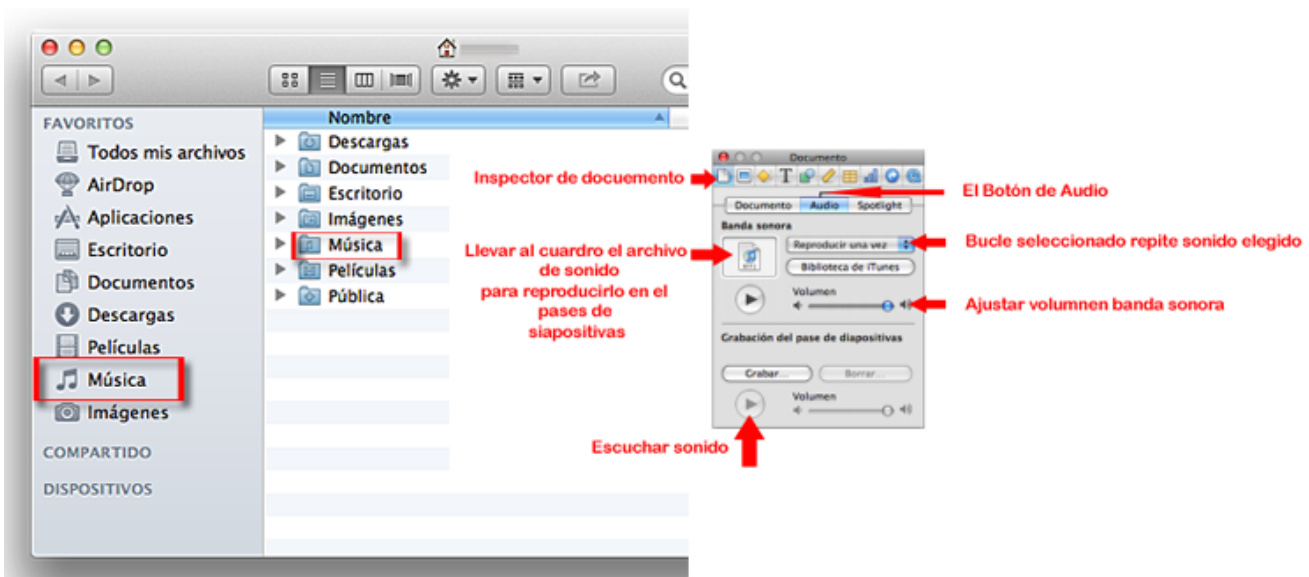 FAVORITOS
Todos mis archivos
AirDrop
Aplicaciones
Escritorio
Documentos
Descargas
Películas
Música
Imágenes
COMPARTIDO
DISPOSITIVOS
Nombre
Descargas
Documentos
Escritorio
Imágenes
Música
Películas
Pública
Inspector de docuemento
Llevar al cuardro el archivo
de sonido
para reproducirlo en el
pases de
siapositivas
Escuchar sonido
Documento
T
Documento Audio Spotlight
Banda sonora
Reproducir una vez
Biblioteca de iTunes
Volumen
Grabación del pase de diapositivas
Grabar... Borrar...
Volumen
El Botón de Audio
Bucle seleccionado repite sonido elegido
Ajustar volumnen banda sonora